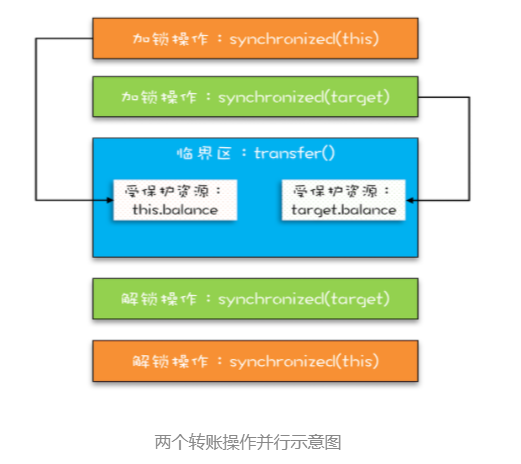 加锁操作：synchronized(this)
加锁操作：synchronized(target)
临界区：transfer()
受保护资源：
this.balance
受保护资源：
target.balance
解锁操作：synchronized(target)
解锁操作：synchronized(this)
两个转账操作并行示意图